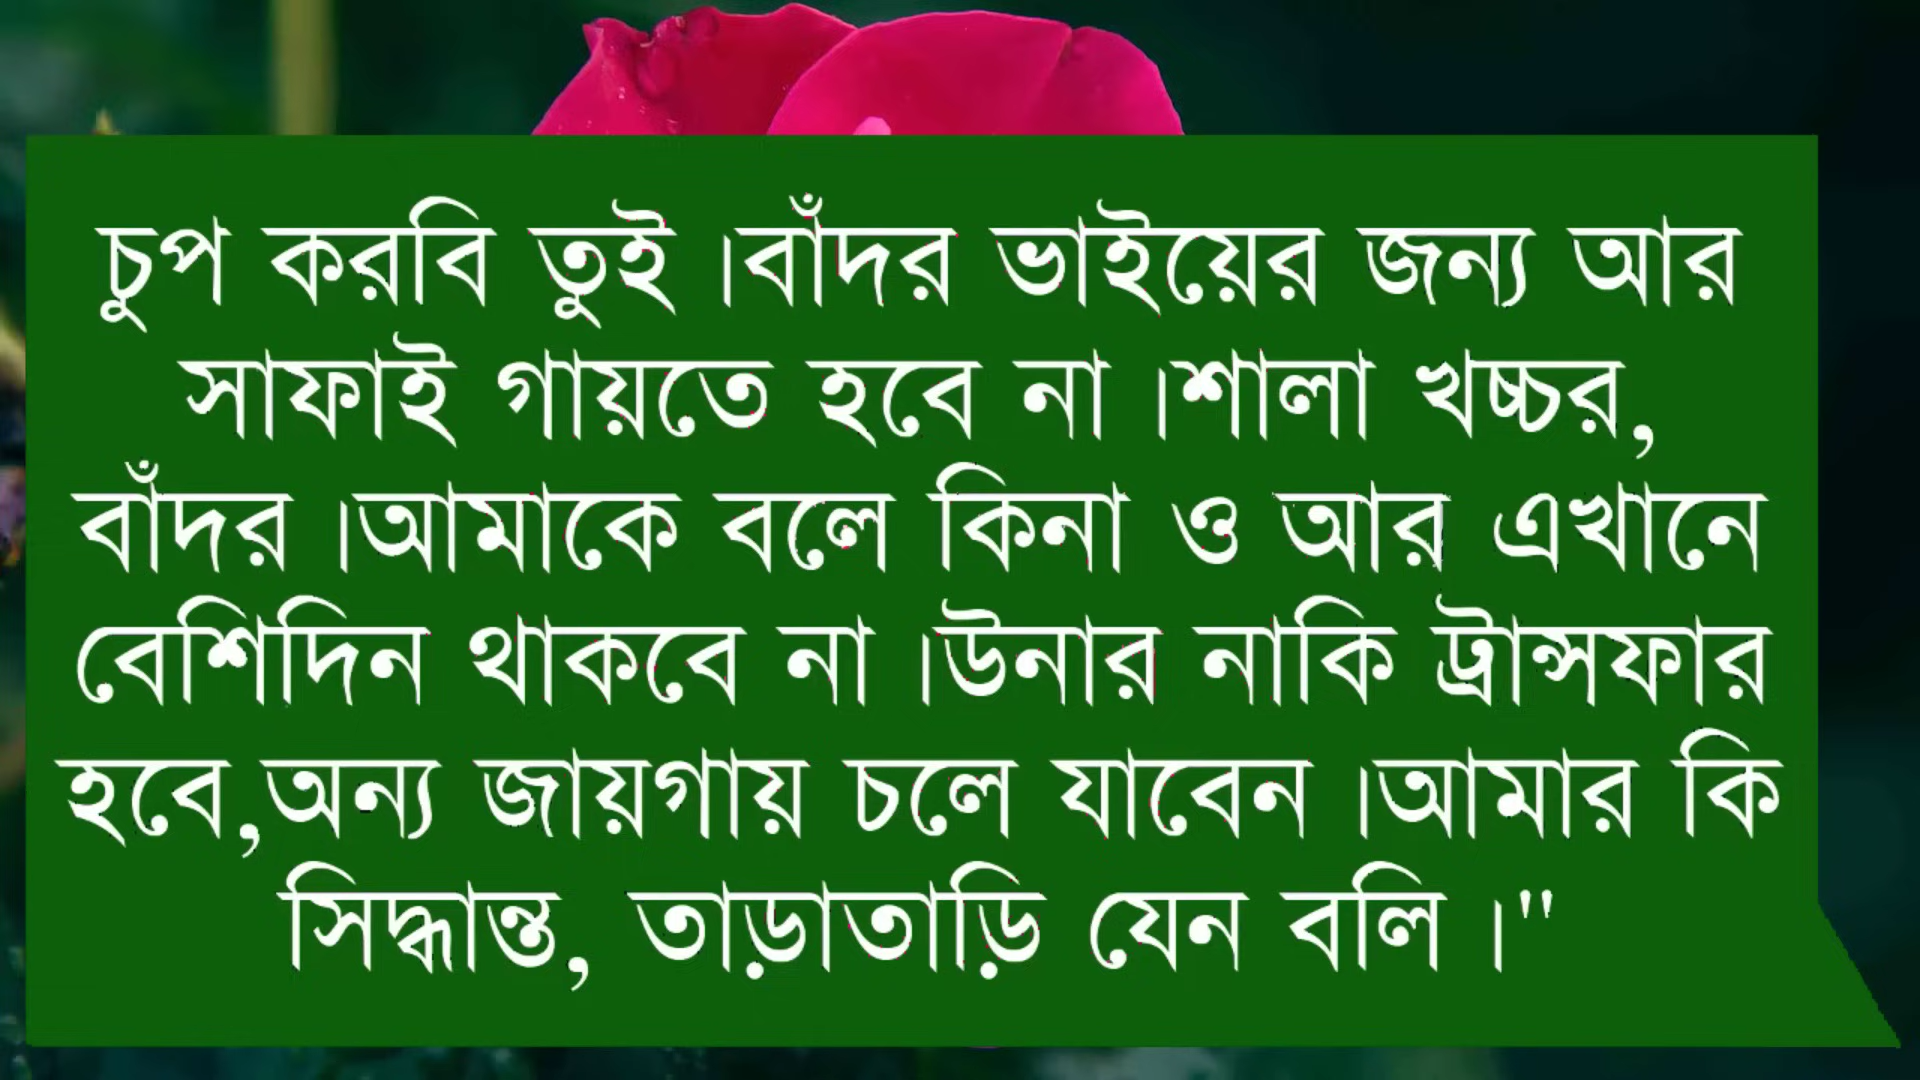 চুপ করবি তুই ।বাঁদর ভাইয়ের জন্য আর
সাফাই গায়তে হবে না ।শালা খচ্চর,
বাঁদর ।আমাকে বলে কিনা ও আর এখানে
বেশিদিন থাকবে না ।উনার নাকি ট্রান্সফার
হবে,অন্য জায়গায় চলে যাবেন ।আমার কি
সিদ্ধান্ত, তাড়াতাড়ি যেন বলি ।"